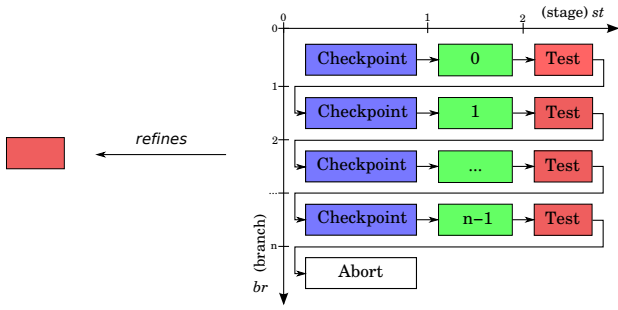 0 1 2 (stage) st
0
Checkpoint 0 Test
1
Checkpoint 1 Test
refines
2
Checkpoint ... Test
...
Checkpoint n−1 Test
n
(branch)
br
Abort